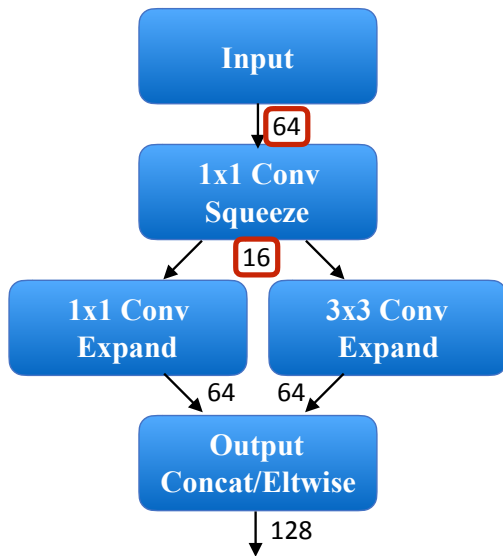 Input
64
1x1 Conv
Squeeze
16
1x1 Conv
Expand
3x3 Conv
Expand
64
64
Output
Concat/Eltwise
128